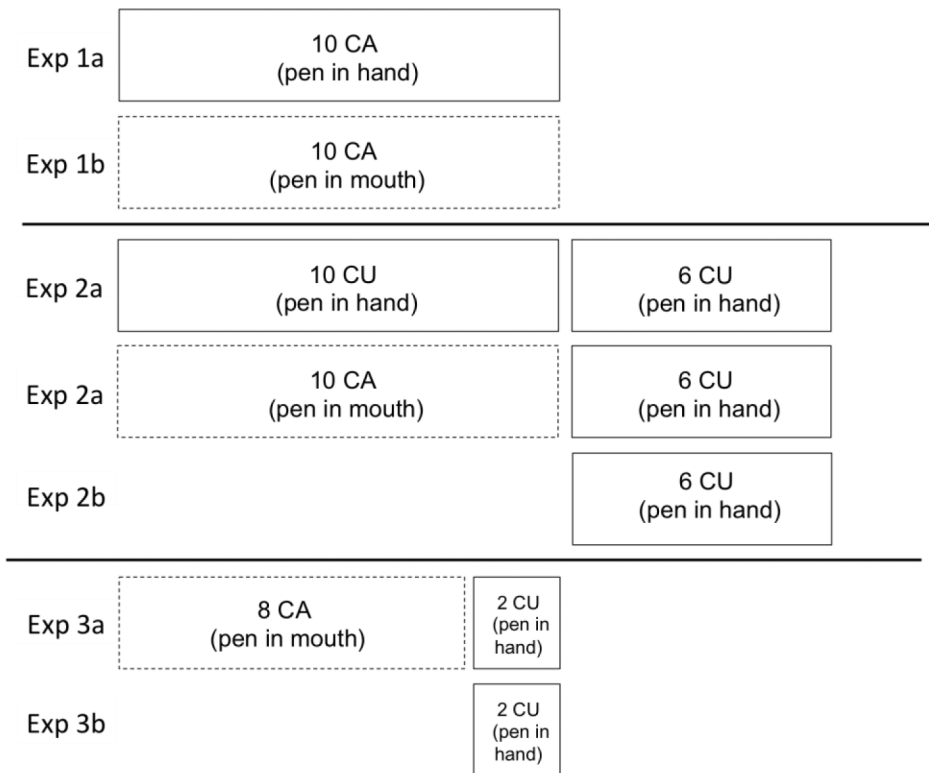 Exp 1a
10 CA
(pen in hand)
Exp 1b
10 CA
(pen in mouth)
Exp 2a
10 CU
(pen in hand)
6 CU
(pen in hand)
Exp 2a
10 CA
(pen in mouth)
6 CU
(pen in hand)
Exp 2b
6 CU
(pen in hand)
Exp 3a
8 CA
(pen in mouth)
2 CU
(pen in
hand)
Exp 3b
2 CU
(pen in
hand)